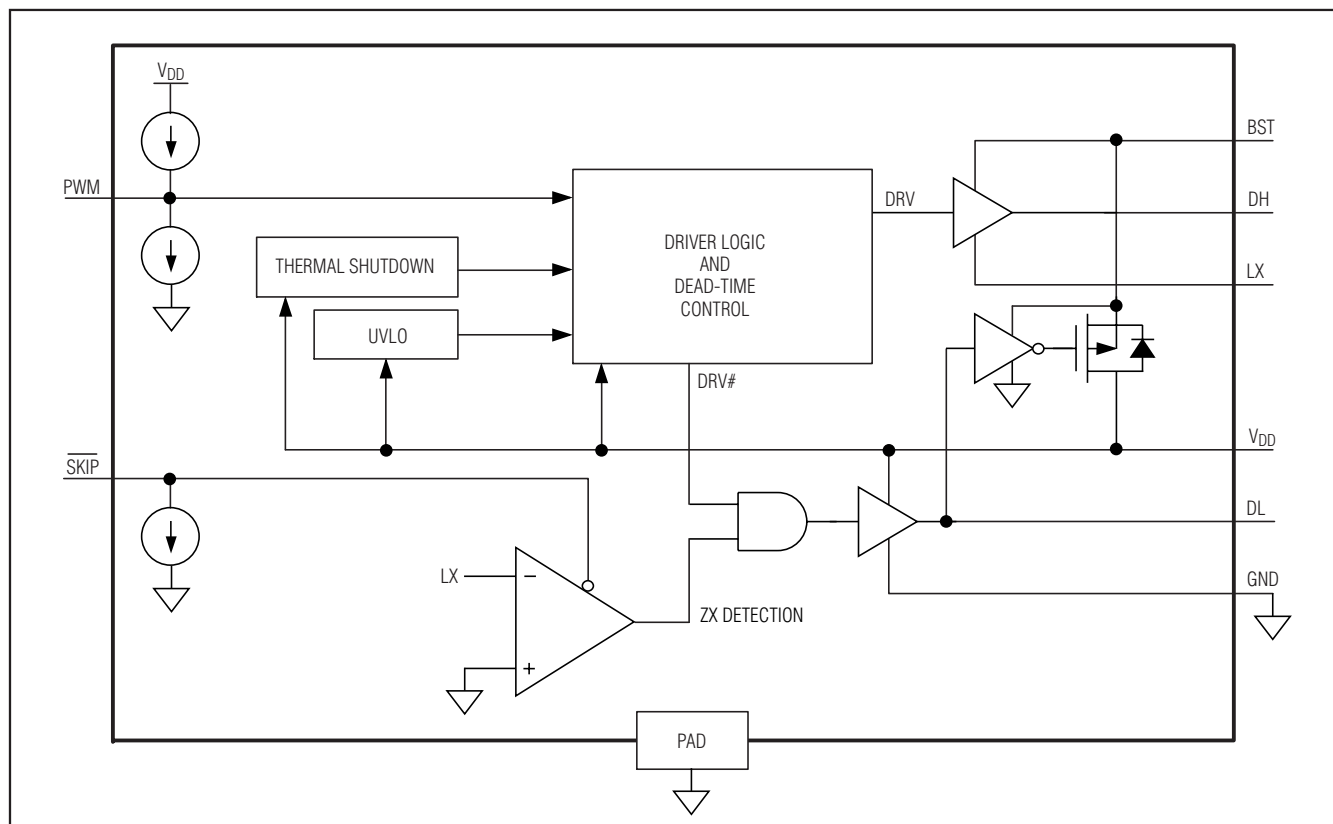 VDD
BST
PWM
DRV
DH
DRIVER LOGIC
AND
DEAD-TIME
CONTROL
THERMAL SHUTDOWN
LX
UVLO
DRV#
VDD
SKIP
DL
LX
−
GND
ZX DETECTION
+
PAD